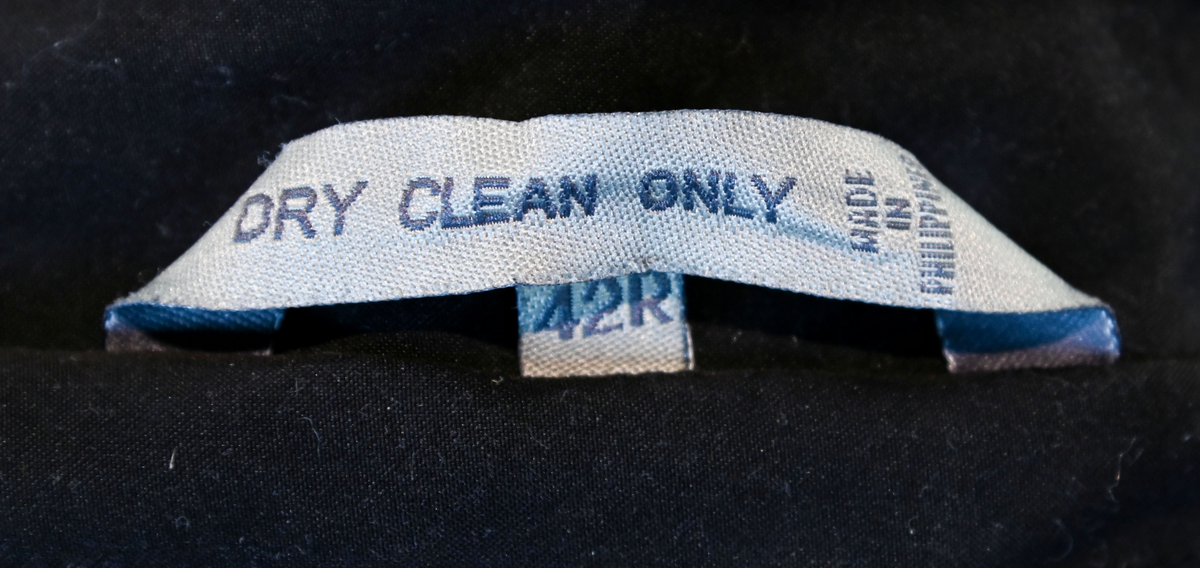 DRY CLEAN ONLY
MADE
IN
PHILIPPINES
42R